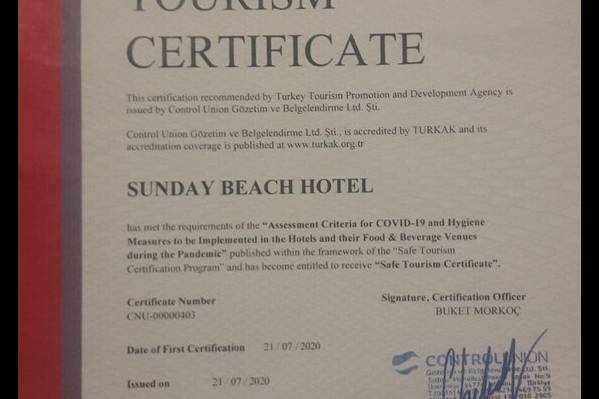 TOURISM
CERTIFICATE
This certification recommended by Turkey Tourism Promotion and Development Agency is
issued by Control Union Gözetim ve Belgelendirme Ltd. Şti.
Control Union Gözetim ve Belgelendirme Ltd. Şti., is accredited by TURKAK and its
accreditation coverage is published at www.turkak.org.tr
SUNDAY BEACH HOTEL
has met the requirements of the “Assessment Criteria for COVID-19 and Hygiene
Measures to be Implemented in the Hotels and their Food & Beverage Venues
during the Pandemic” published within the framework of the “Safe Tourism
Certification Program” and has become entitled to receive “Safe Tourism Certificate”.
Certificate Number
CNU-00000403
Signature, Certification Officer
BUKET MORKOÇ
Date of First Certification 21 / 07 / 2020
CONTROLUNION
Issued on 21 / 07 / 2020